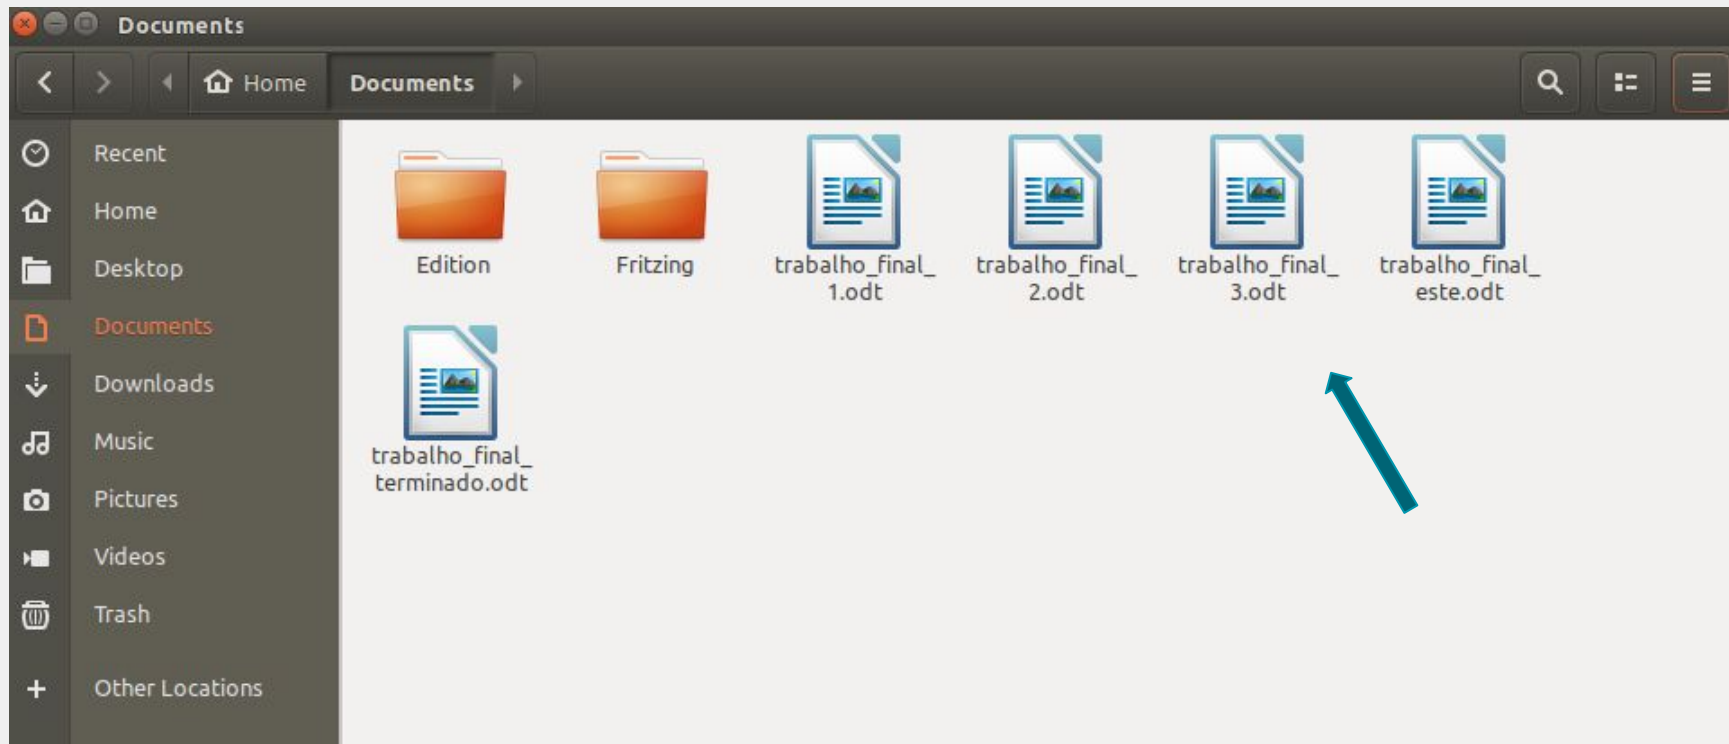 Documents
Home
Documents
Recent
Home
Desktop
Documents
Downloads
Music
Pictures
Videos
Trash
Other Locations
Edition
Fritzing
trabalho_final_
1.odt
trabalho_final_
2.odt
trabalho_final_
3.odt
trabalho_final_
este.odt
trabalho_final_
terminado.odt